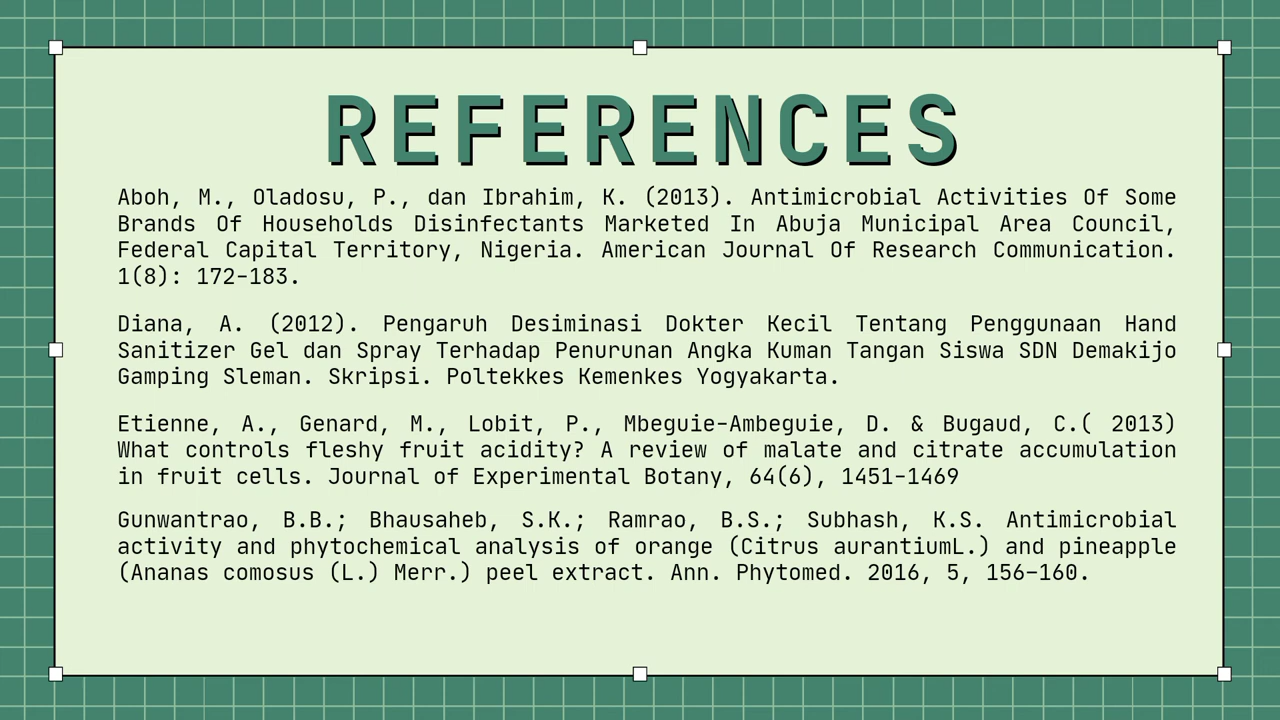 REFERENCES
Aboh, M., Oladosu, P., dan Ibrahim, K. (2013). Antimicrobial Activities Of Some
Brands Of Households Disinfectants Marketed In Abuja Municipal Area Council,
Federal Capital Territory, Nigeria. American Journal Of Research Communication.
1(8): 172-183.
Diana, A. (2012). Pengaruh Desiminasi Dokter Kecil Tentang Penggunaan Hand
Sanitizer Gel dan Spray Terhadap Penurunan Angka Kuman Tangan Siswa SDN Demakijo
Gamping Sleman. Skripsi. Poltekkes Kemenkes Yogyakarta.
Etienne, A., Genard, M., Lobit, P., Mbeguie-Ambeguie, D. & Bugaud, C.( 2013)
What controls fleshy fruit acidity? A review of malate and citrate accumulation
in fruit cells. Journal of Experimental Botany, 64(6), 1451-1469
Gunwantrao, B.B.; Bhausaheb, S.K.; Ramrao, B.S.; Subhash, K.S. Antimicrobial
activity and phytochemical analysis of orange (Citrus aurantiumL.) and pineapple
(Ananas comosus (L.) Merr.) peel extract. Ann. Phytomed. 2016, 5, 156-160.